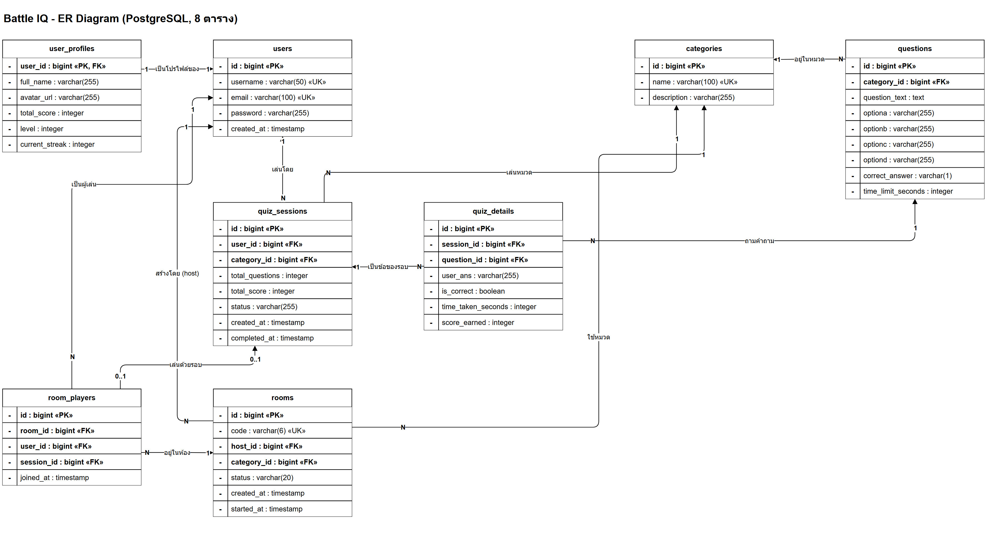 Battle IQ - ER Diagram (PostgreSQL, 8 ตาราง)
user_profiles
- user_id : bigint «PK, FK»
- full_name : varchar(255)
- avatar_url : varchar(255)
- total_score : integer
- level : integer
- current_streak : integer
1
เป็นโปรไฟล์ของ
1
users
- id : bigint «PK»
- username : varchar(50) «UK»
- email : varchar(100) «UK»
- password : varchar(255)
- created_at : timestamp
categories
- id : bigint «PK»
- name : varchar(100) «UK»
- description : varchar(255)
1
อยู่ในหมวด
N
questions
- id : bigint «PK»
- category_id : bigint «FK»
- question_text : text
- optiona : varchar(255)
- optionb : varchar(255)
- optionc : varchar(255)
- optiond : varchar(255)
- correct_answer : varchar(1)
- time_limit_seconds : integer
1
1
1
เล่นโดย
N
1
1
N
เล่นหมวด
เป็นผู้เล่น
N
quiz_sessions
- id : bigint «PK»
- user_id : bigint «FK»
- category_id : bigint «FK»
- total_questions : integer
- total_score : integer
- status : varchar(255)
- created_at : timestamp
- completed_at : timestamp
1
เป็นข้อของรอบ
N
quiz_details
- id : bigint «PK»
- session_id : bigint «FK»
- question_id : bigint «FK»
- user_ans : varchar(255)
- is_correct : boolean
- time_taken_seconds : integer
- score_earned : integer
N
ถามคำถาม
1
สร้างโดย (host)
ใช้หมวด
0..1
เล่นด้วยรอบ
0..1
room_players
- id : bigint «PK»
- room_id : bigint «FK»
- user_id : bigint «FK»
- session_id : bigint «FK»
- joined_at : timestamp
N
อยู่ในห้อง
1
N
rooms
- id : bigint «PK»
- code : varchar(6) «UK»
- host_id : bigint «FK»
- category_id : bigint «FK»
- status : varchar(20)
- created_at : timestamp
- started_at : timestamp
N